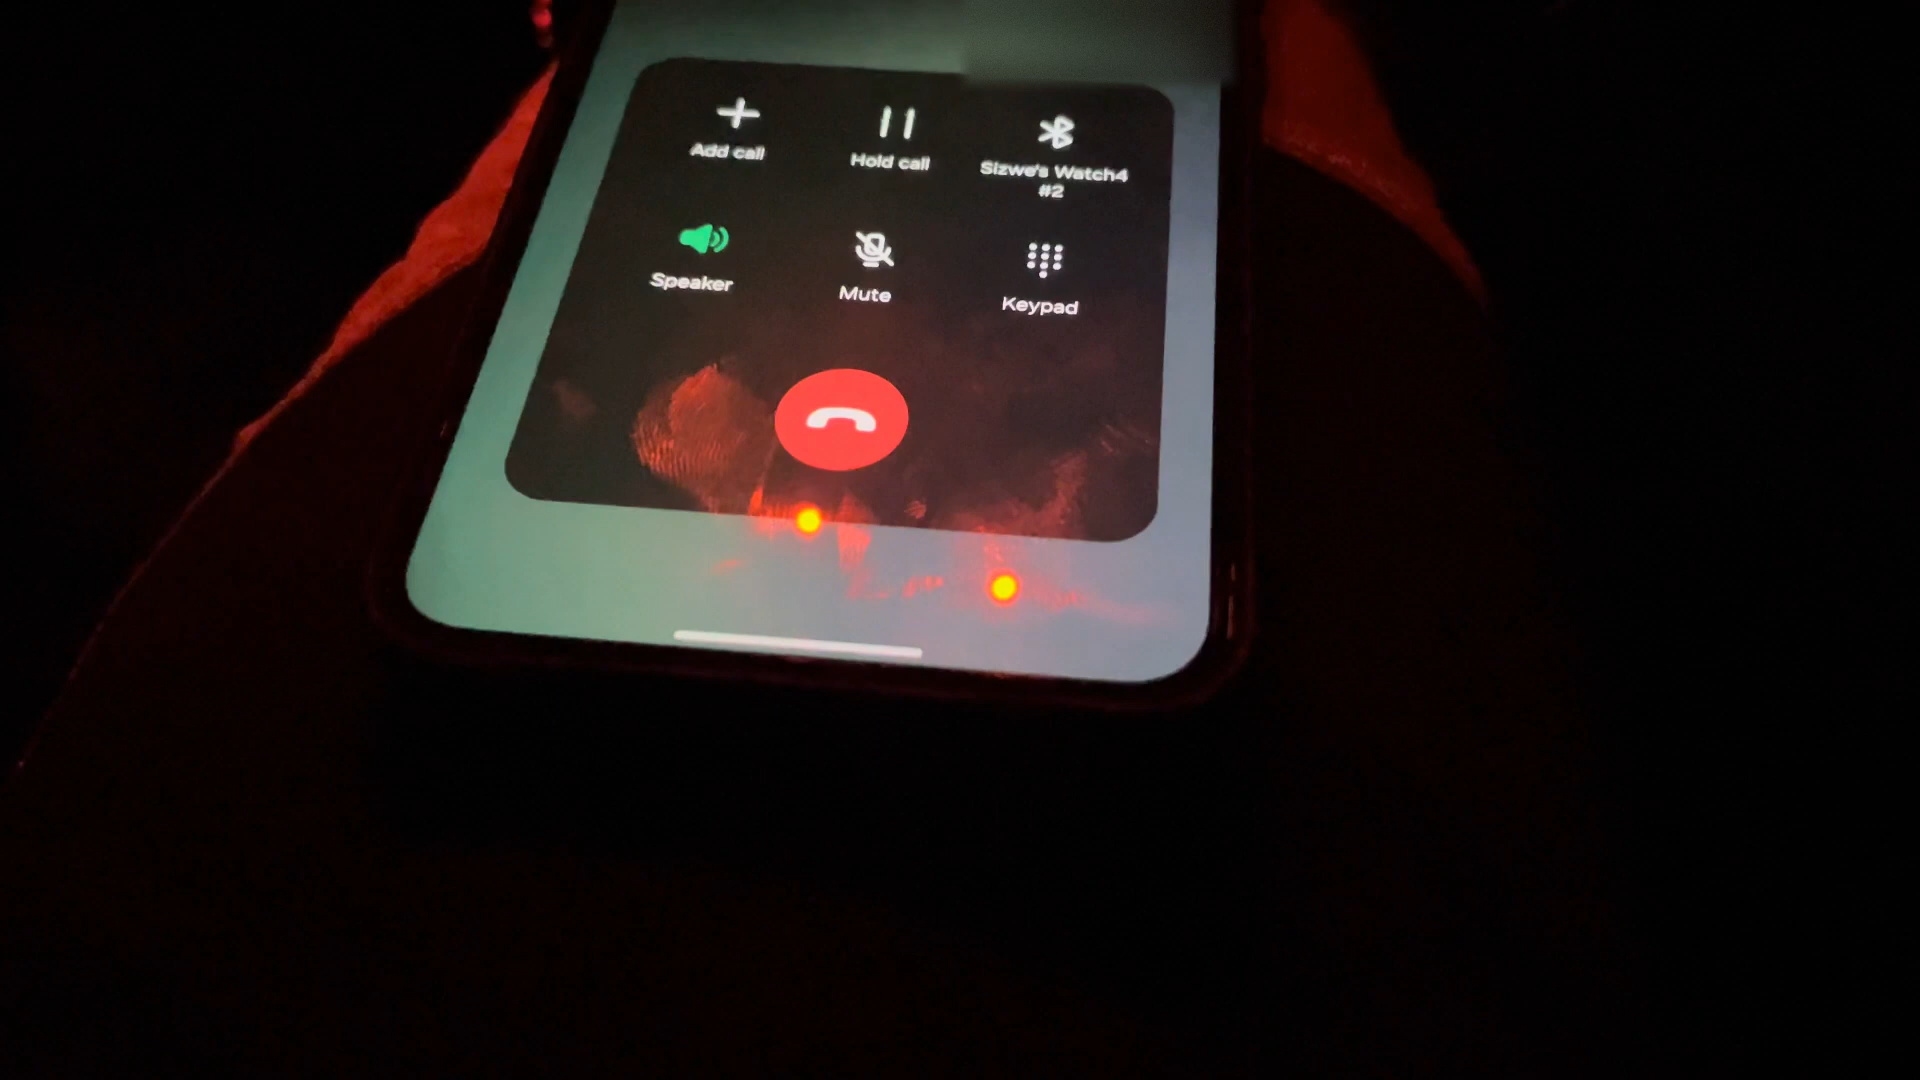 Add call
Hold call
Sizwe's Watch4
#2
Speaker
Mute
Keypad